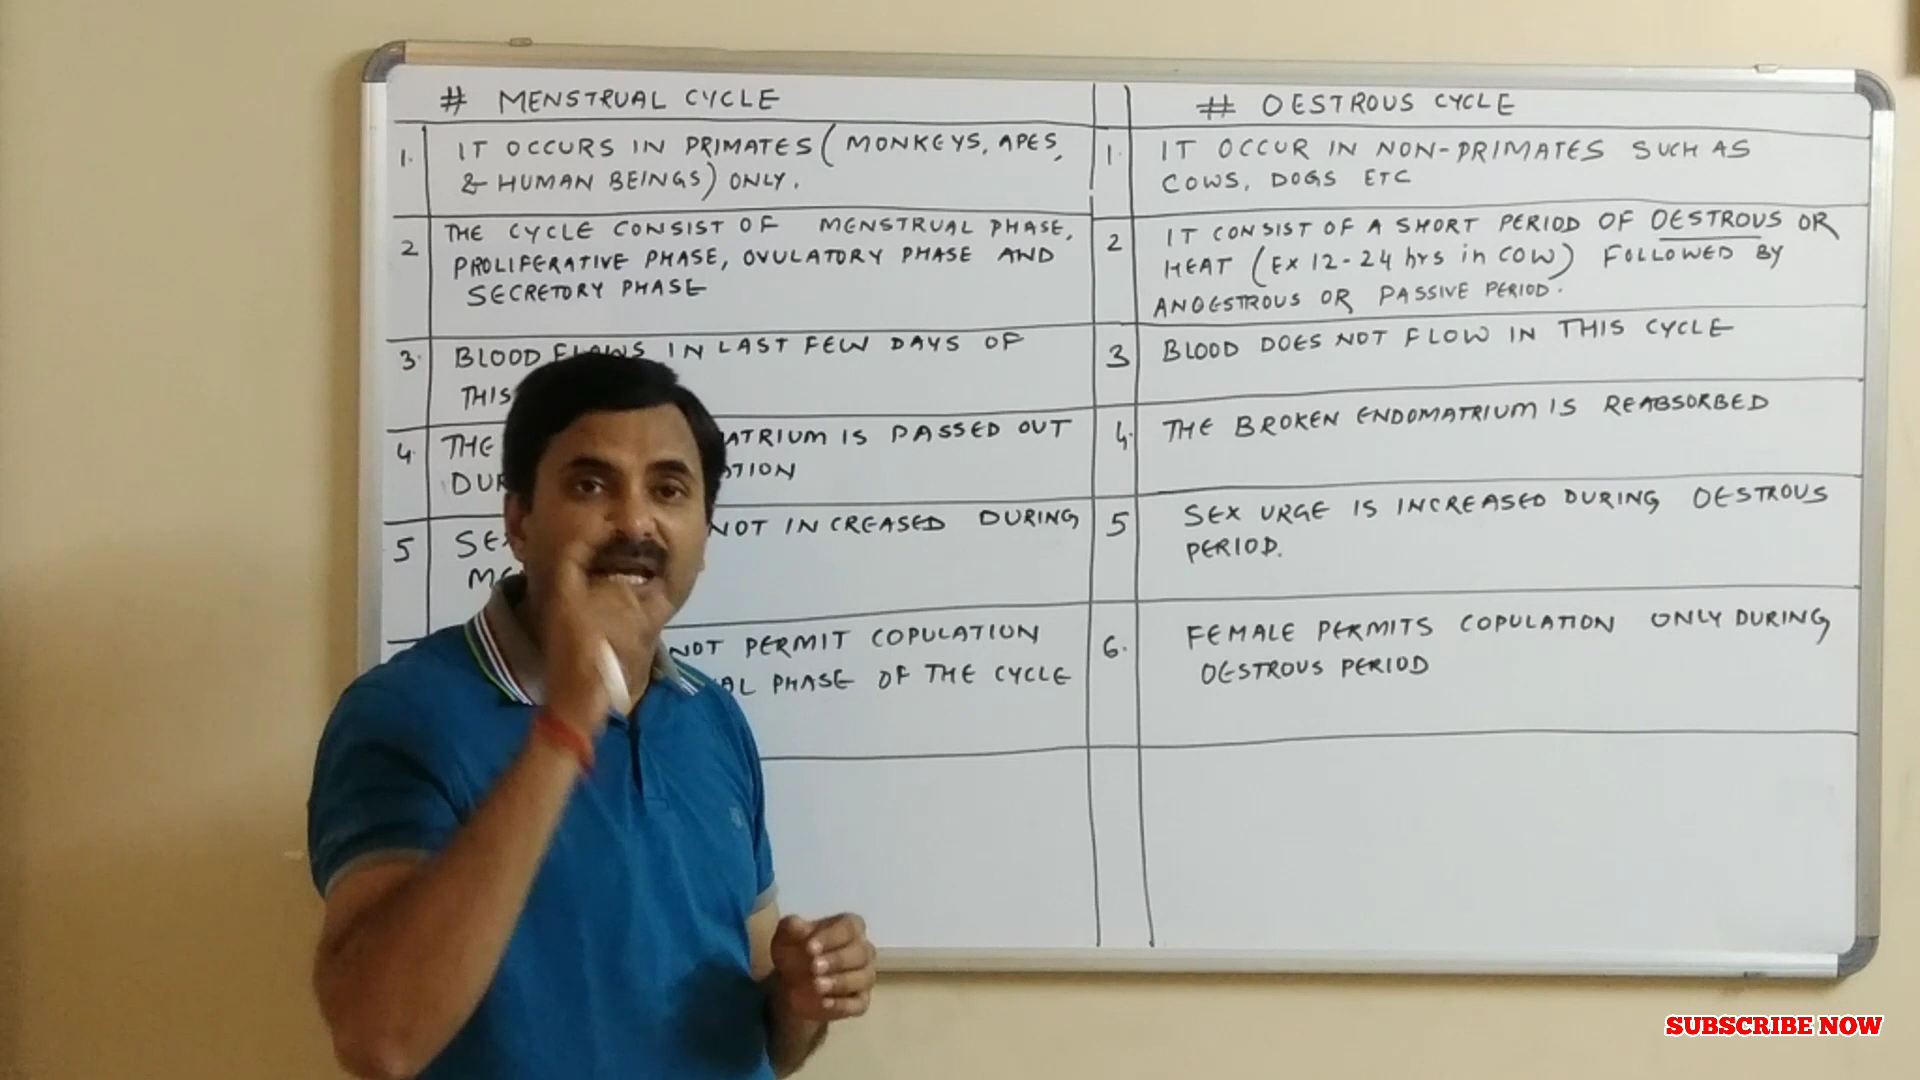 # MENSTRUAL CYCLE
1. IT OCCURS IN PRIMATES (MONKEYS, APES,
& HUMAN BEINGS) ONLY.
2 THE CYCLE CONSIST OF MENSTRUAL PHASE,
PROLIFERATIVE PHASE, OVULATORY PHASE AND
SECRETORY PHASE
3. BLOOD FLOWS IN LAST FEW DAYS OF
THIS
4. THE IS PASSED OUT
5 NOT INCREASED DURING
NOT PERMIT COPULATION
PHASE OF THE CYCLE
# OESTROUS CYCLE
1. IT OCCUR IN NON-PRIMATES SUCH AS
COWS, DOGS ETC
2 IT CONSIST OF A SHORT PERIOD OF OESTROUS OR
HEAT (EX 12-24 hrs in COW) FOLLOWED BY
ANOESTROUS OR PASSIVE PERIOD.
3 BLOOD DOES NOT FLOW IN THIS CYCLE
4. THE BROKEN ENDOMATRIUM IS REABSORBED
5 SEX URGE IS INCREASED DURING OESTROUS
PERIOD.
6. FEMALE PERMITS COPULATION ONLY DURING
OESTROUS PERIOD
SUBSCRIBE NOW